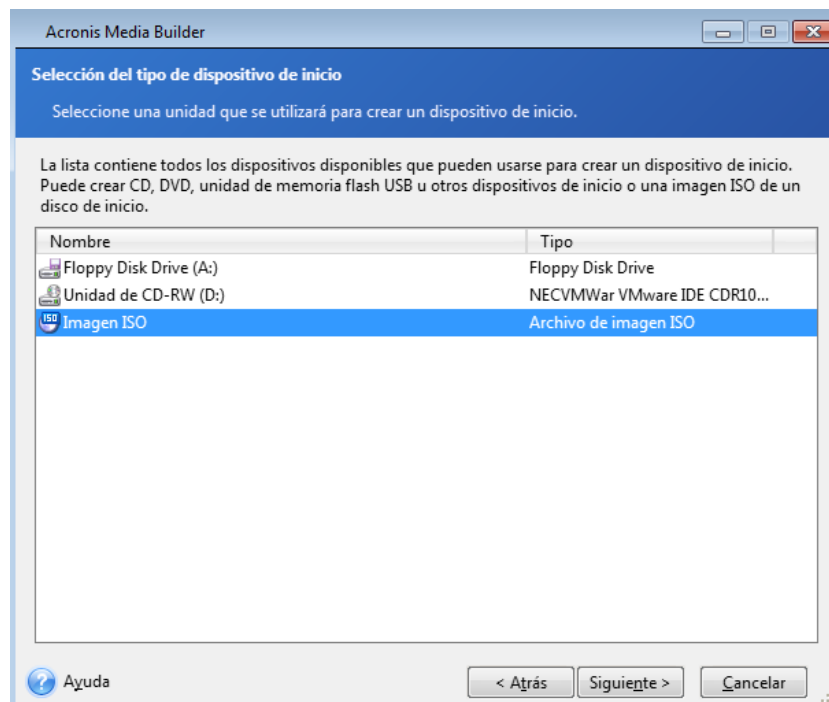 Acronis Media Builder
Selección del tipo de dispositivo de inicio
Seleccione una unidad que se utilizará para crear un dispositivo de inicio.
La lista contiene todos los dispositivos disponibles que pueden usarse para crear un dispositivo de inicio.
Puede crear CD, DVD, unidad de memoria flash USB u otros dispositivos de inicio o una imagen ISO de un
disco de inicio.
Nombre Tipo
Floppy Disk Drive (A:) Floppy Disk Drive
Unidad de CD-RW (D:) NECVMWar VMware IDE CDR10...
ISO Imagen ISO Archivo de imagen ISO
? Ayuda < Atrás Siguiente > Cancelar